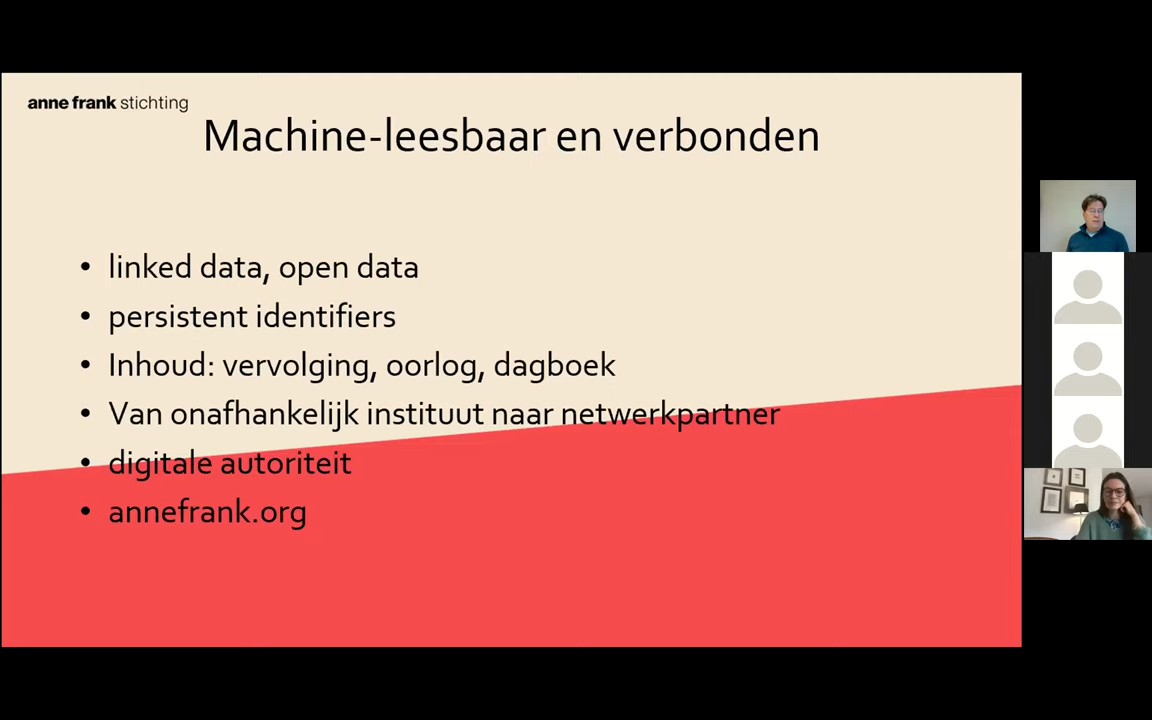 anne frank stichting
Machine-leesbaar en verbonden
• linked data, open data
• persistent identifiers
• Inhoud: vervolging, oorlog, dagboek
• Van onafhankelijk instituut naar netwerkpartner
• digitale autoriteit
• annefrank.org